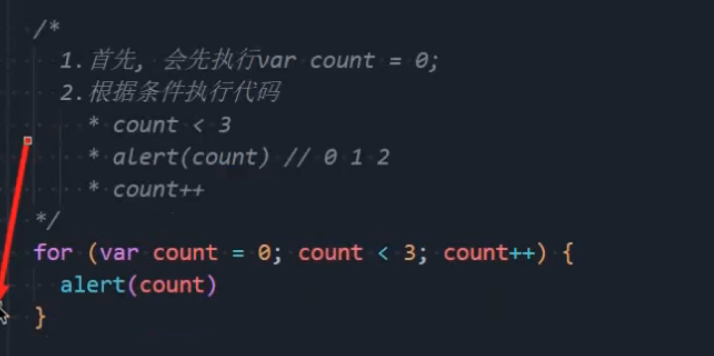 /*
1.首先, 会先执行var count = 0;
2.根据条件执行代码
* count < 3
* alert(count) // 0 1 2
* count++
*/
for (var count = 0; count < 3; count++) {
alert(count)
}